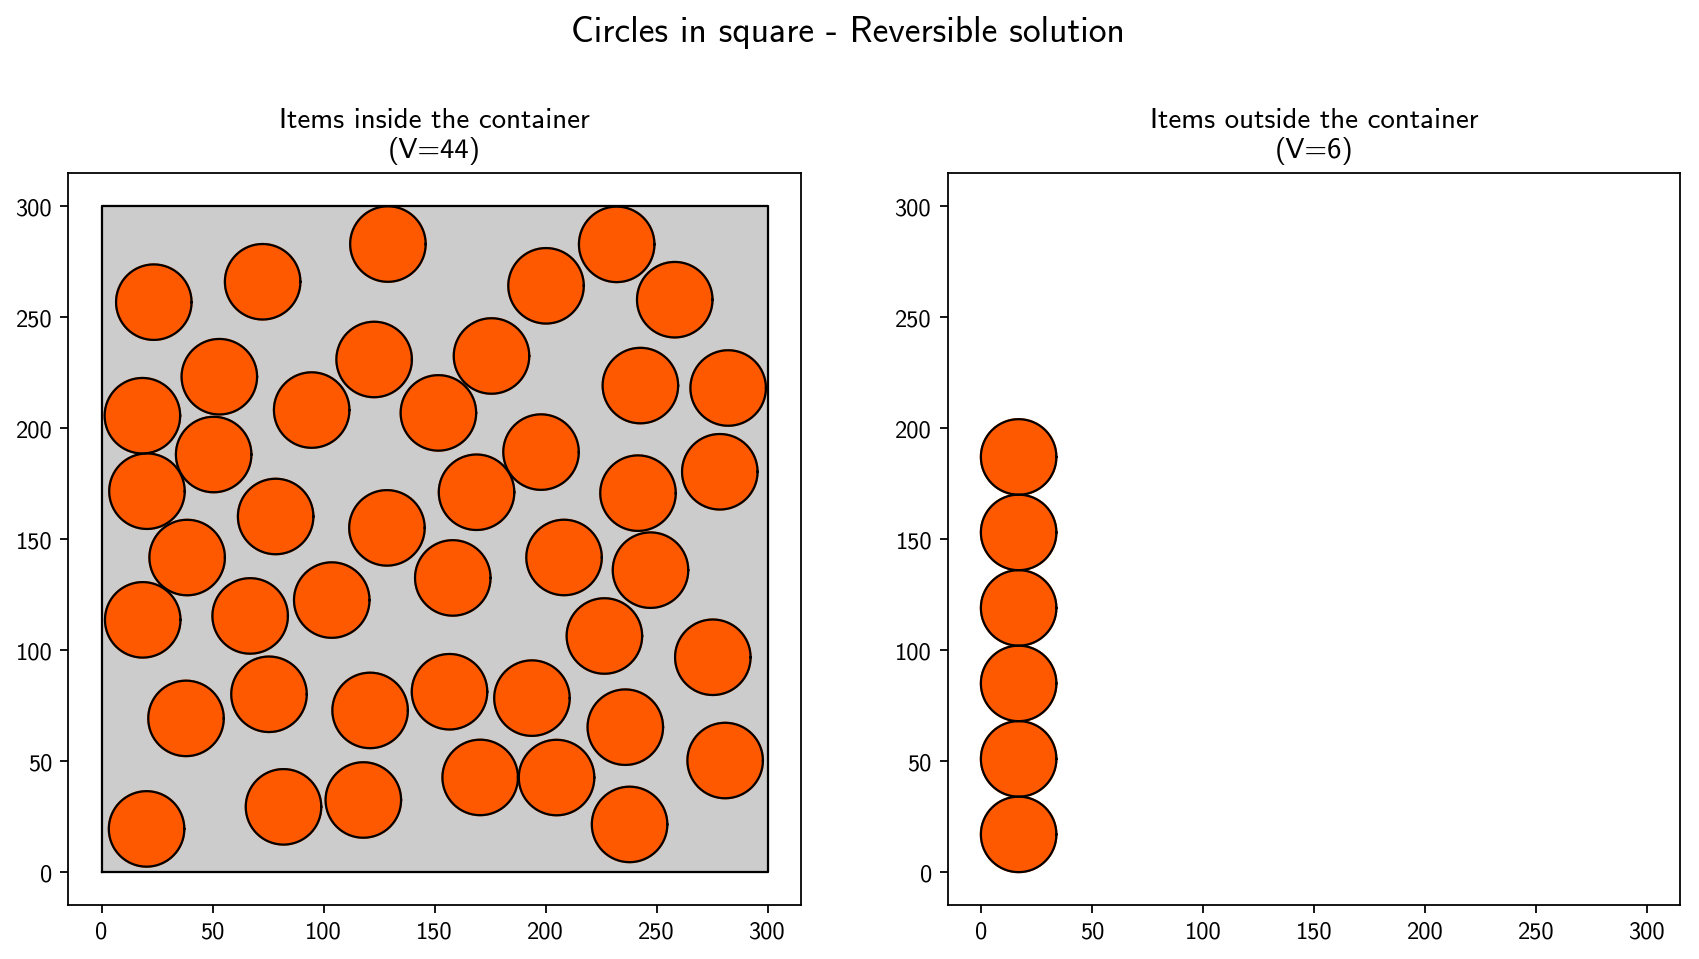 Circles in square - Reversible solution
Items inside the container
(V=44)
300
250
200
150
100
50
0
0 50 100 150 200 250 300
Items outside the container
(V=6)
300
250
200
150
100
50
0
0 50 100 150 200 250 300